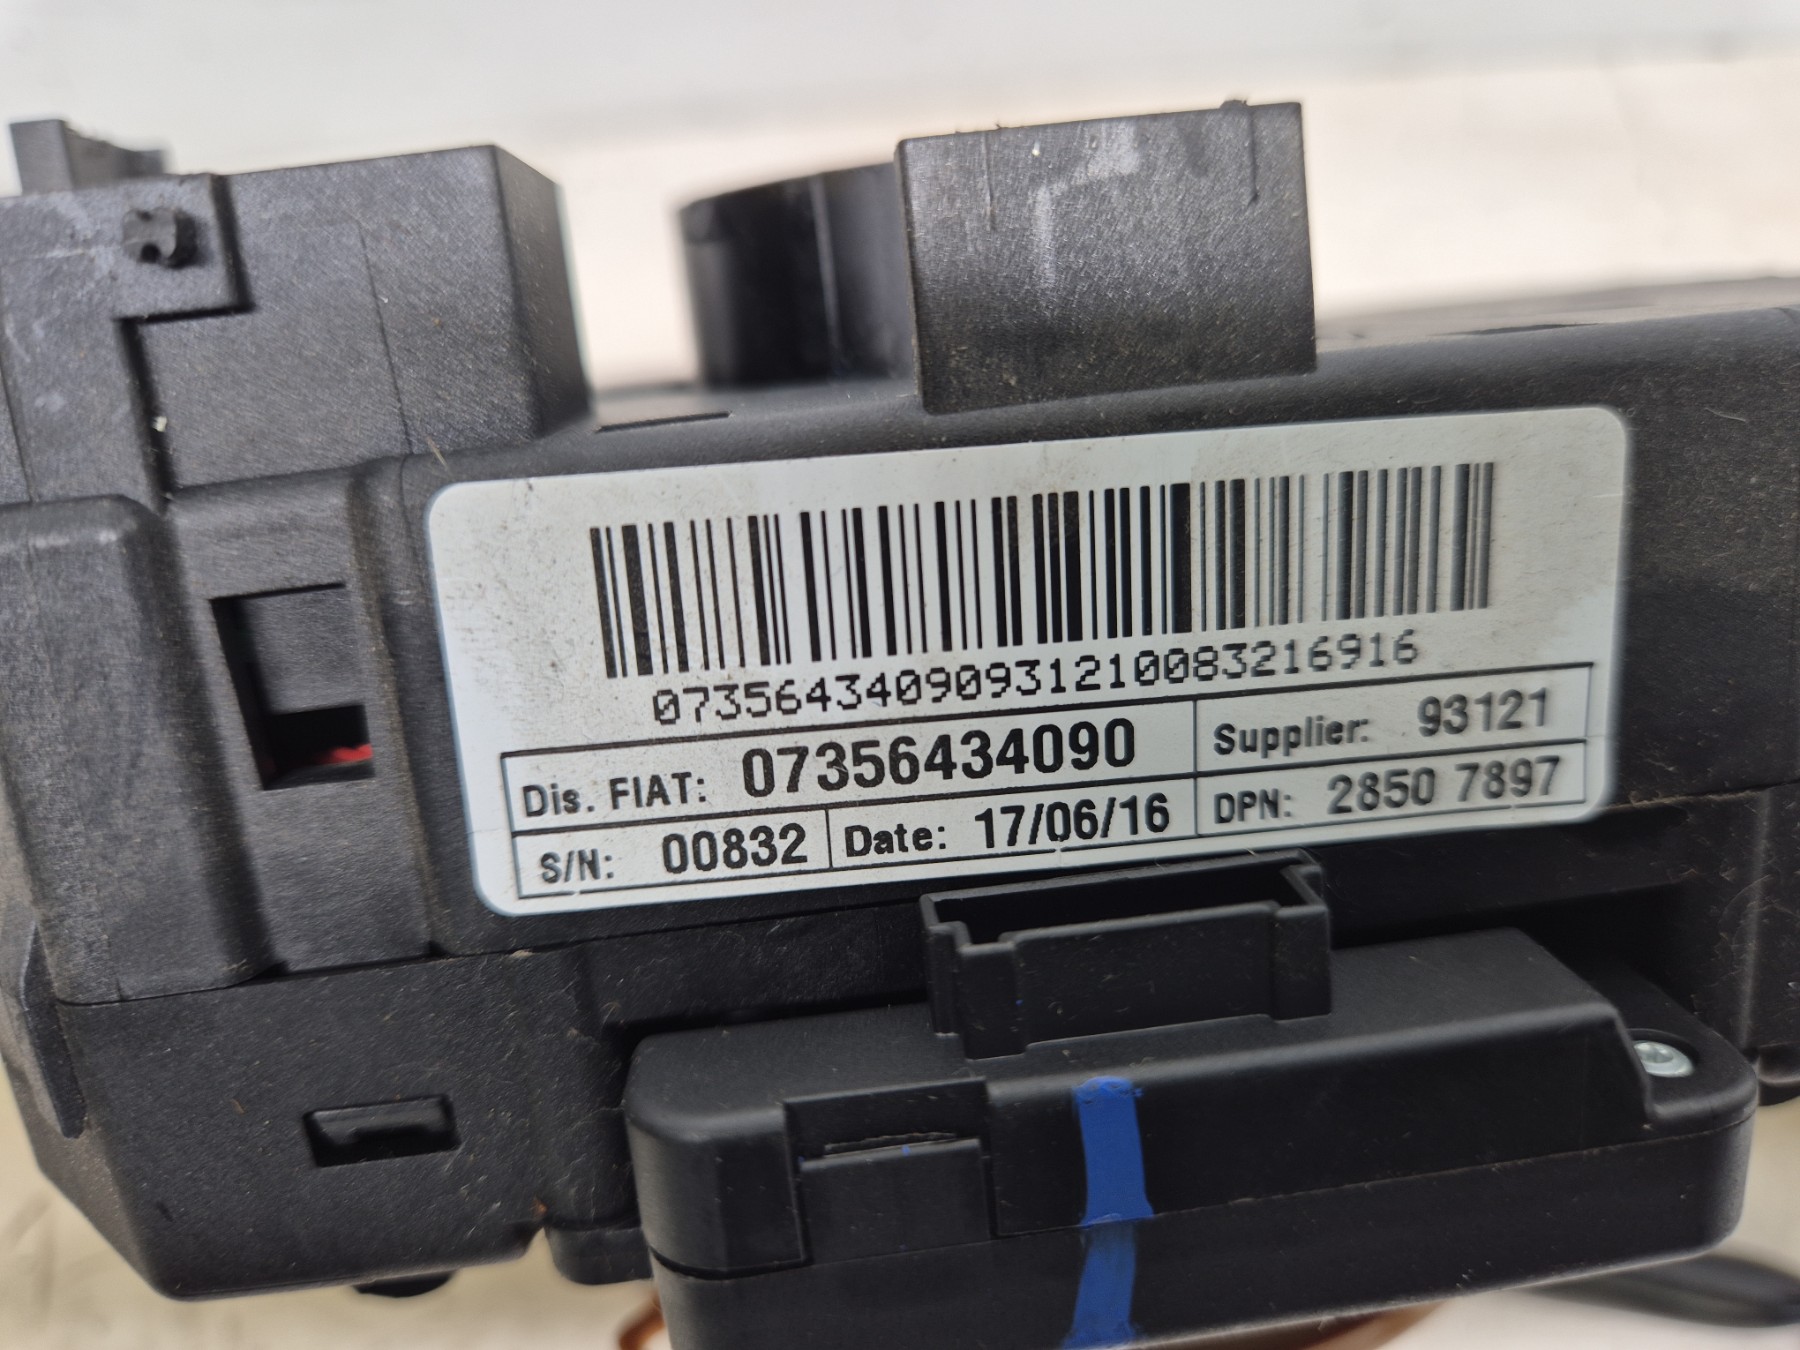 07356434090931210083216916
Dis. FIAT: 07356434090 Supplier: 93121
S/N: 00832 Date: 17/06/16 DPN: 2850 7897